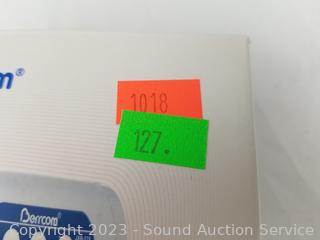 m®
1018
127.
Berrcom®
Copyright 2023 - Sound Auction Service